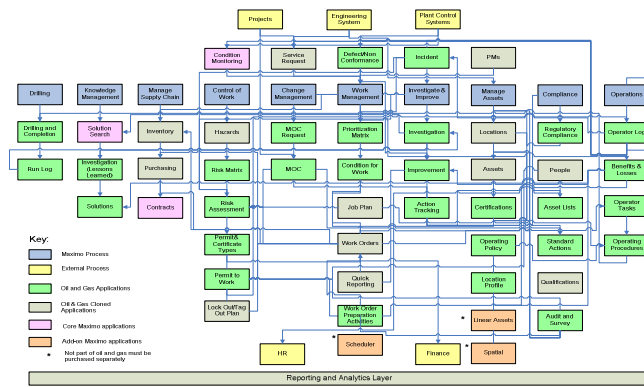 Projects
Engineering
System
Plant Control
Systems
Condition
Monitoring
Service
Request
Defect/Non
Conformance
Incident
PMs
Drilling
Knowledge
Management
Manage
Supply Chain
Control of
Work
Change
Management
Work
Management
Investigate &
Improve
Manage
Assets
Compliance
Operations
Drilling and
Completion
Solution
Search
Inventory
Hazards
MOC
Request
Prioritization
Matrix
Investigation
Locations
Regulatory
Compliance
Operator Log
Run Log
Investigation
(Lessons
Learned)
Purchasing
Risk Matrix
MOC
Condition for
Work
Improvement
Assets
People
Benefits &
Losses
Solutions
Contracts
Risk
Assessment
Job Plan
Action
Tracking
Certifications
Asset Lists
Operator
Tasks
Permit&
Certificate
Types
Work Orders
Operating
Policy
Standard
Actions
Operating
Procedures
Permit to
Work
Quick
Reporting
Location
Profile
Qualifications
Lock Out/Tag
Out Plan
Work Order
Preparation
Activities
* Linear Assets
Audit and
Survey
HR
* Scheduler
Finance
* Spatial
Key:
Maximo Process
External Process
Oil and Gas Applications
Oil & Gas Cloned
Applications
Core Maximo applications
Add-on Maximo applications
* Not part of oil and gas must be
purchased separately
Reporting and Analytics Layer